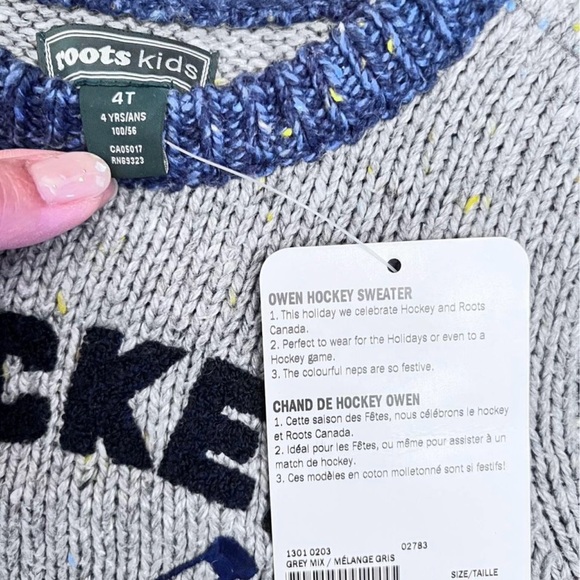 roots kids
4T
4 YRS/ANS
100/56
CA05017
RN69323
CKE
OWEN HOCKEY SWEATER
1. This holiday we celebrate Hockey and Roots
Canada.
2. Perfect to wear for the Holidays or even to a
Hockey game.
3. The colourful neps are so festive.
CHAND DE HOCKEY OWEN
1. Cette saison des Fêtes, nous célébrons le hockey
et Roots Canada.
2. Idéal pour les Fêtes, ou même pour assister à un
match de hockey.
3. Ces modèles en coton molletonné sont si festifs!
1301 0203 02783
GREY MIX / MÉLANGE GRIS
SIZE/TAILLE